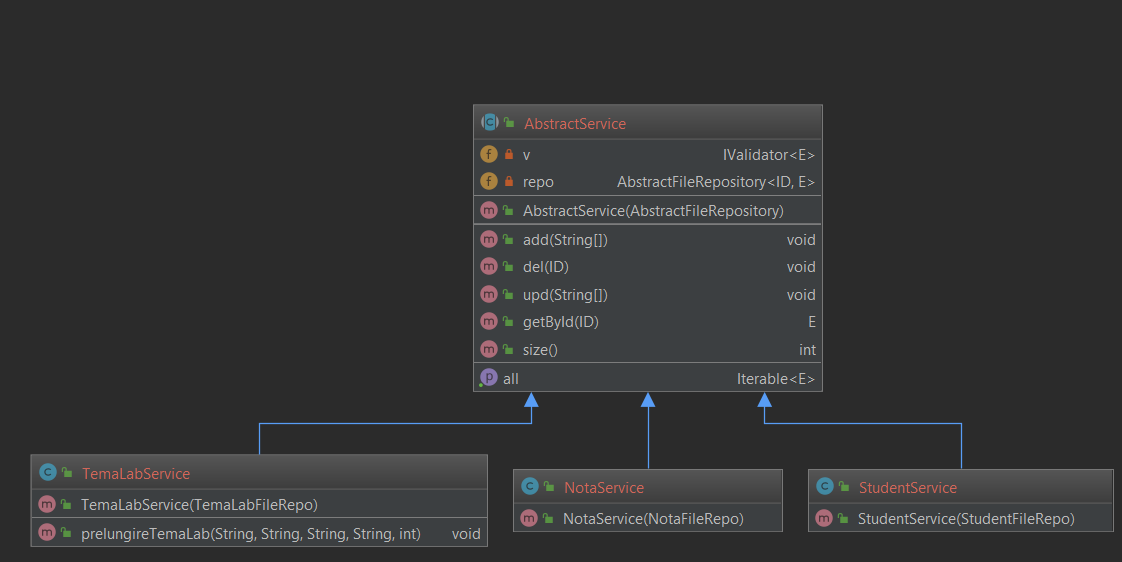 AbstractService
v IValidator<E>
repo AbstractFileRepository<ID, E>
AbstractService(AbstractFileRepository)
add(String[]) void
del(ID) void
upd(String[]) void
getById(ID) E
size() int
all Iterable<E>
TemaLabService
TemaLabService(TemaLabFileRepo)
prelungireTemaLab(String, String, String, String, int) void
NotaService
NotaService(NotaFileRepo)
StudentService
StudentService(StudentFileRepo)